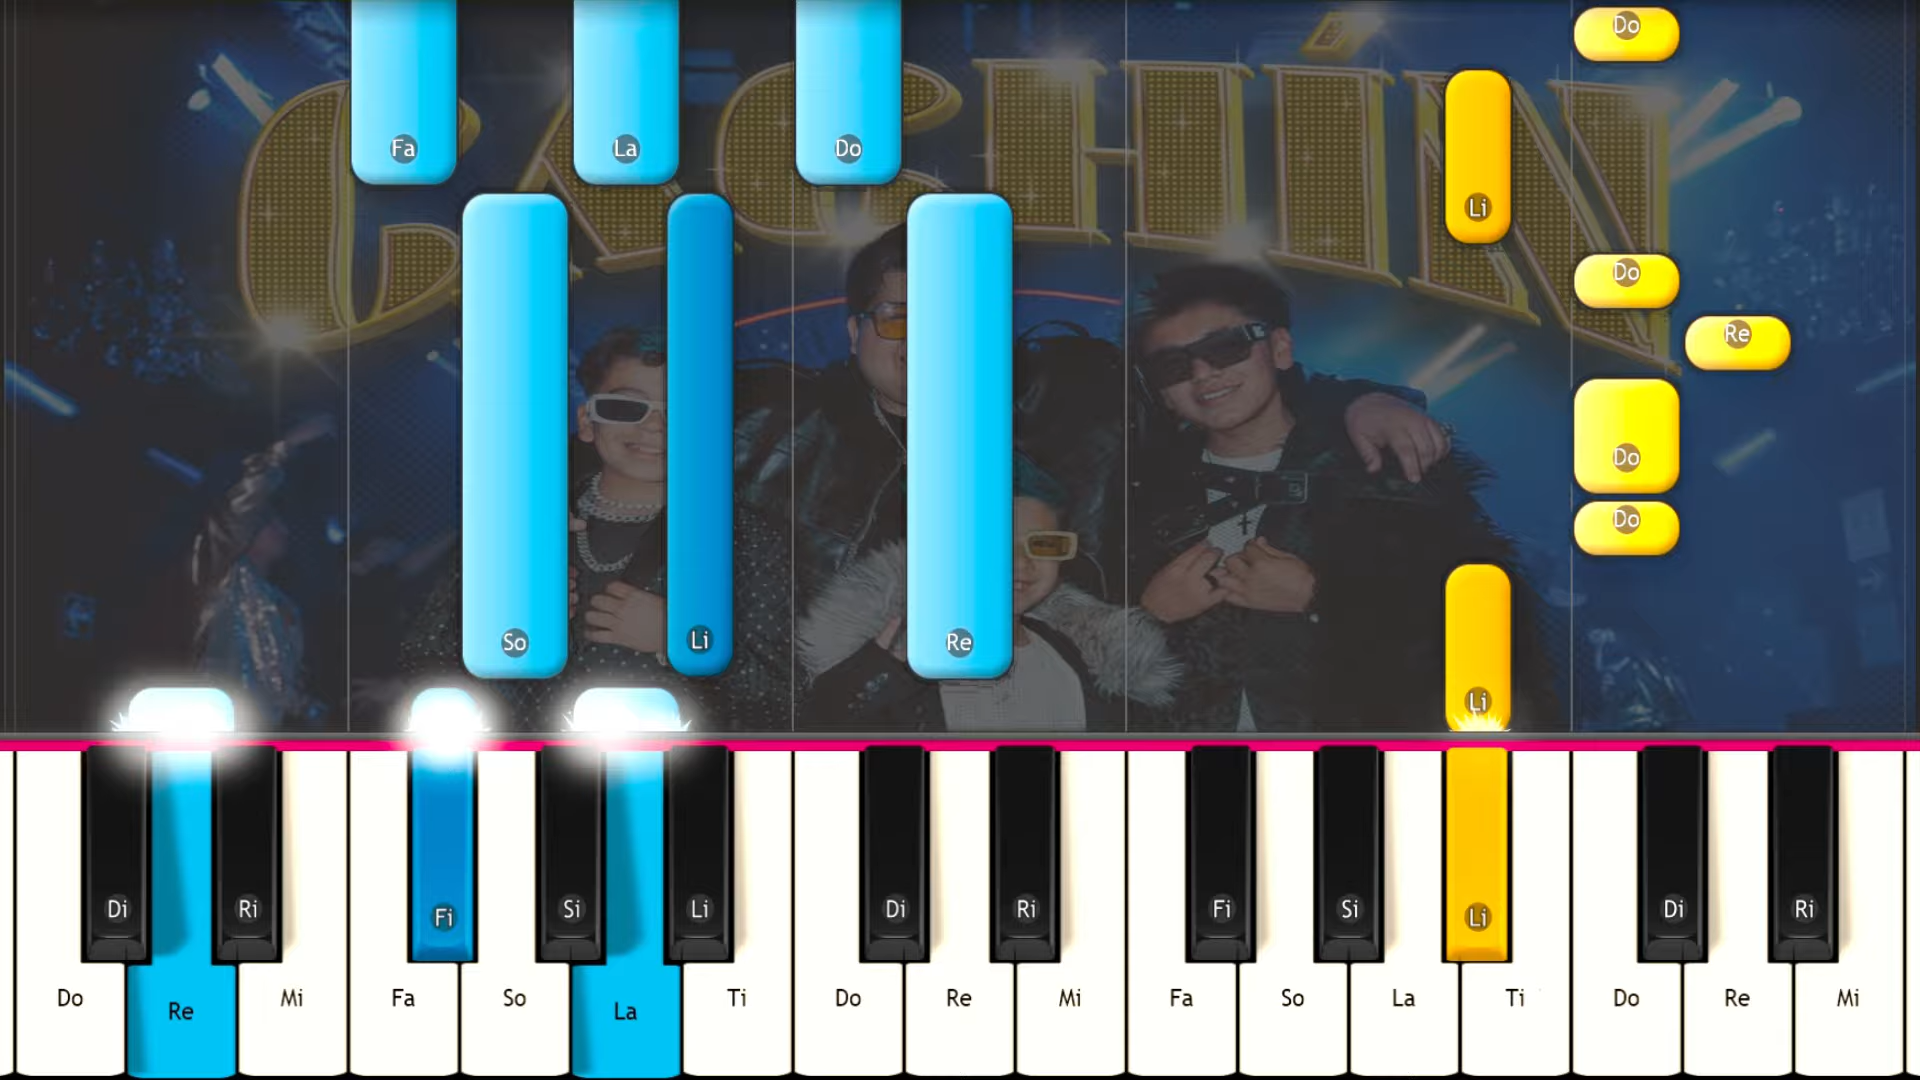 CASHIN
Do
Fa La Do
Li
Do
Re
Do
Do
So Li Re
Li
Di Ri Fi Si Li Di Ri Fi Si Li Di Ri
Do Re Mi Fa So La Ti Do Re Mi Fa So La Ti Do Re Mi